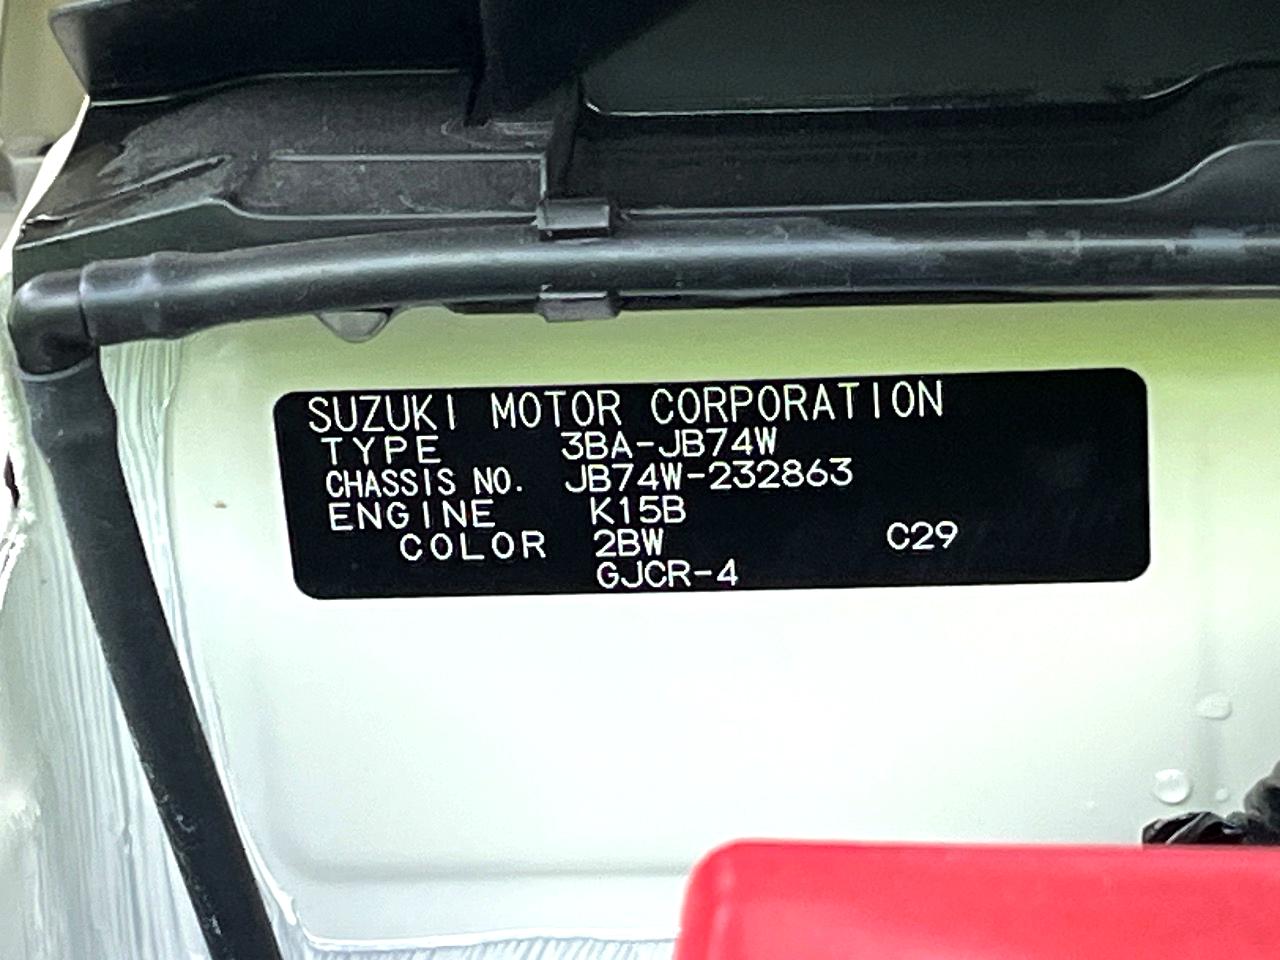 SUZUKI MOTOR CORPORATION
TYPE 3BA-JB74W
CHASSIS NO. JB74W-232863
ENGINE K15B
COLOR 2BW C29
GJCR-4